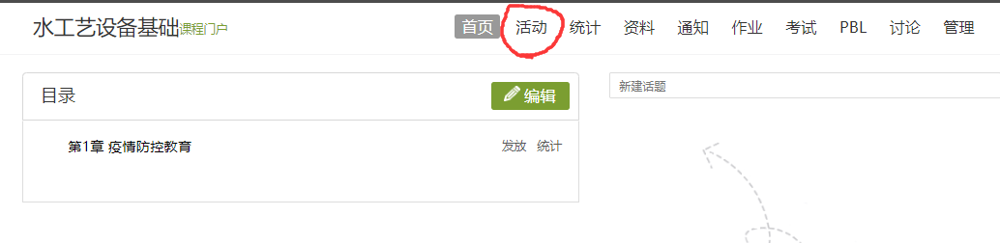 水工艺设备基础课程门户 首页 活动 统计 资料 通知 作业 考试 PBL 讨论 管理
目录 编辑
新建话题
第1章 疫情防控教育 发放 统计